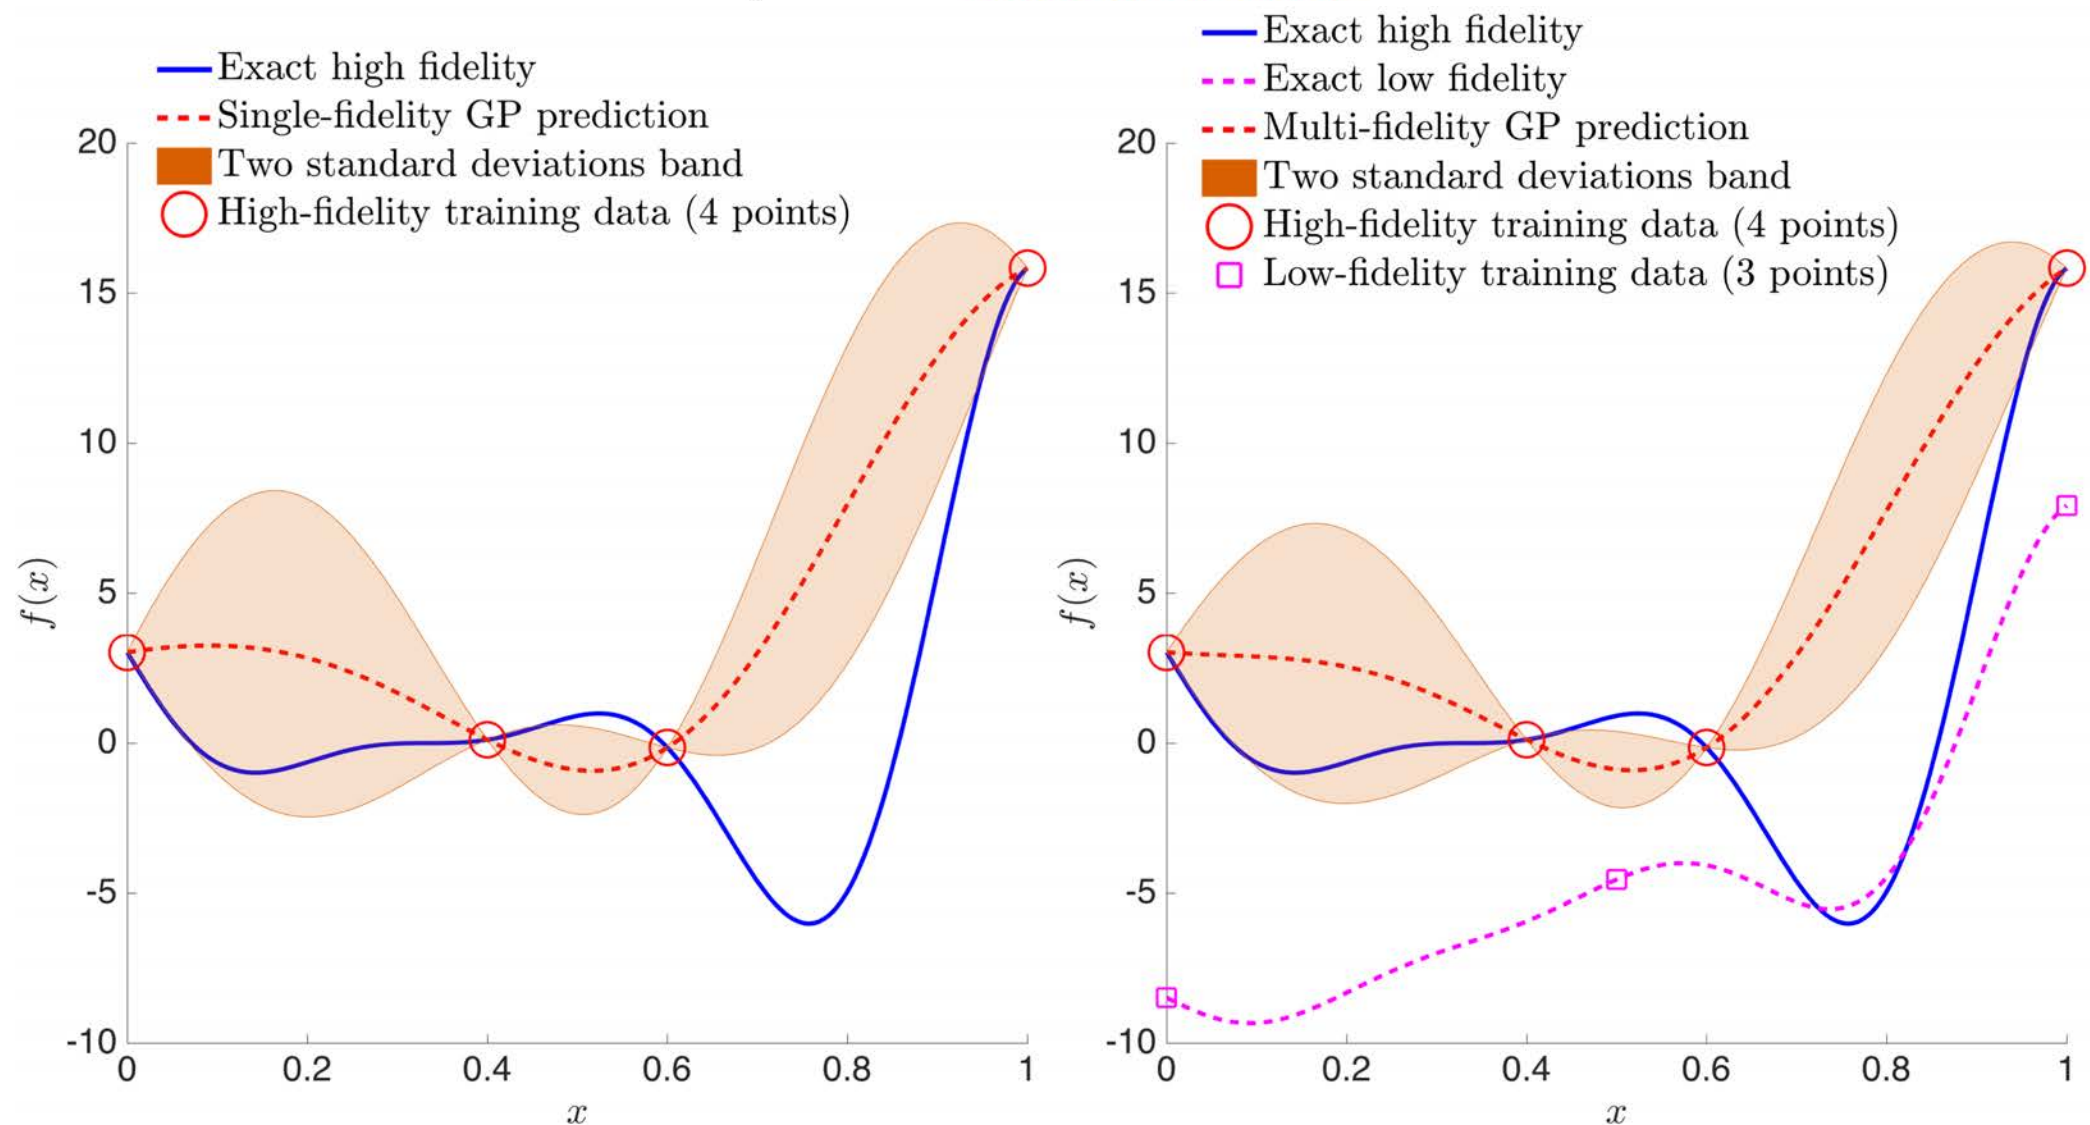 Exact high fidelity
Single-fidelity GP prediction
Two standard deviations band
High-fidelity training data (4 points)
20
15
10
5
0
-5
-10
f(x)
0
0.2
0.4
0.6
0.8
1
x
Exact high fidelity
Exact low fidelity
Multi-fidelity GP prediction
Two standard deviations band
High-fidelity training data (4 points)
Low-fidelity training data (3 points)
20
15
10
5
0
-5
-10
f(x)
0
0.2
0.4
0.6
0.8
1
x